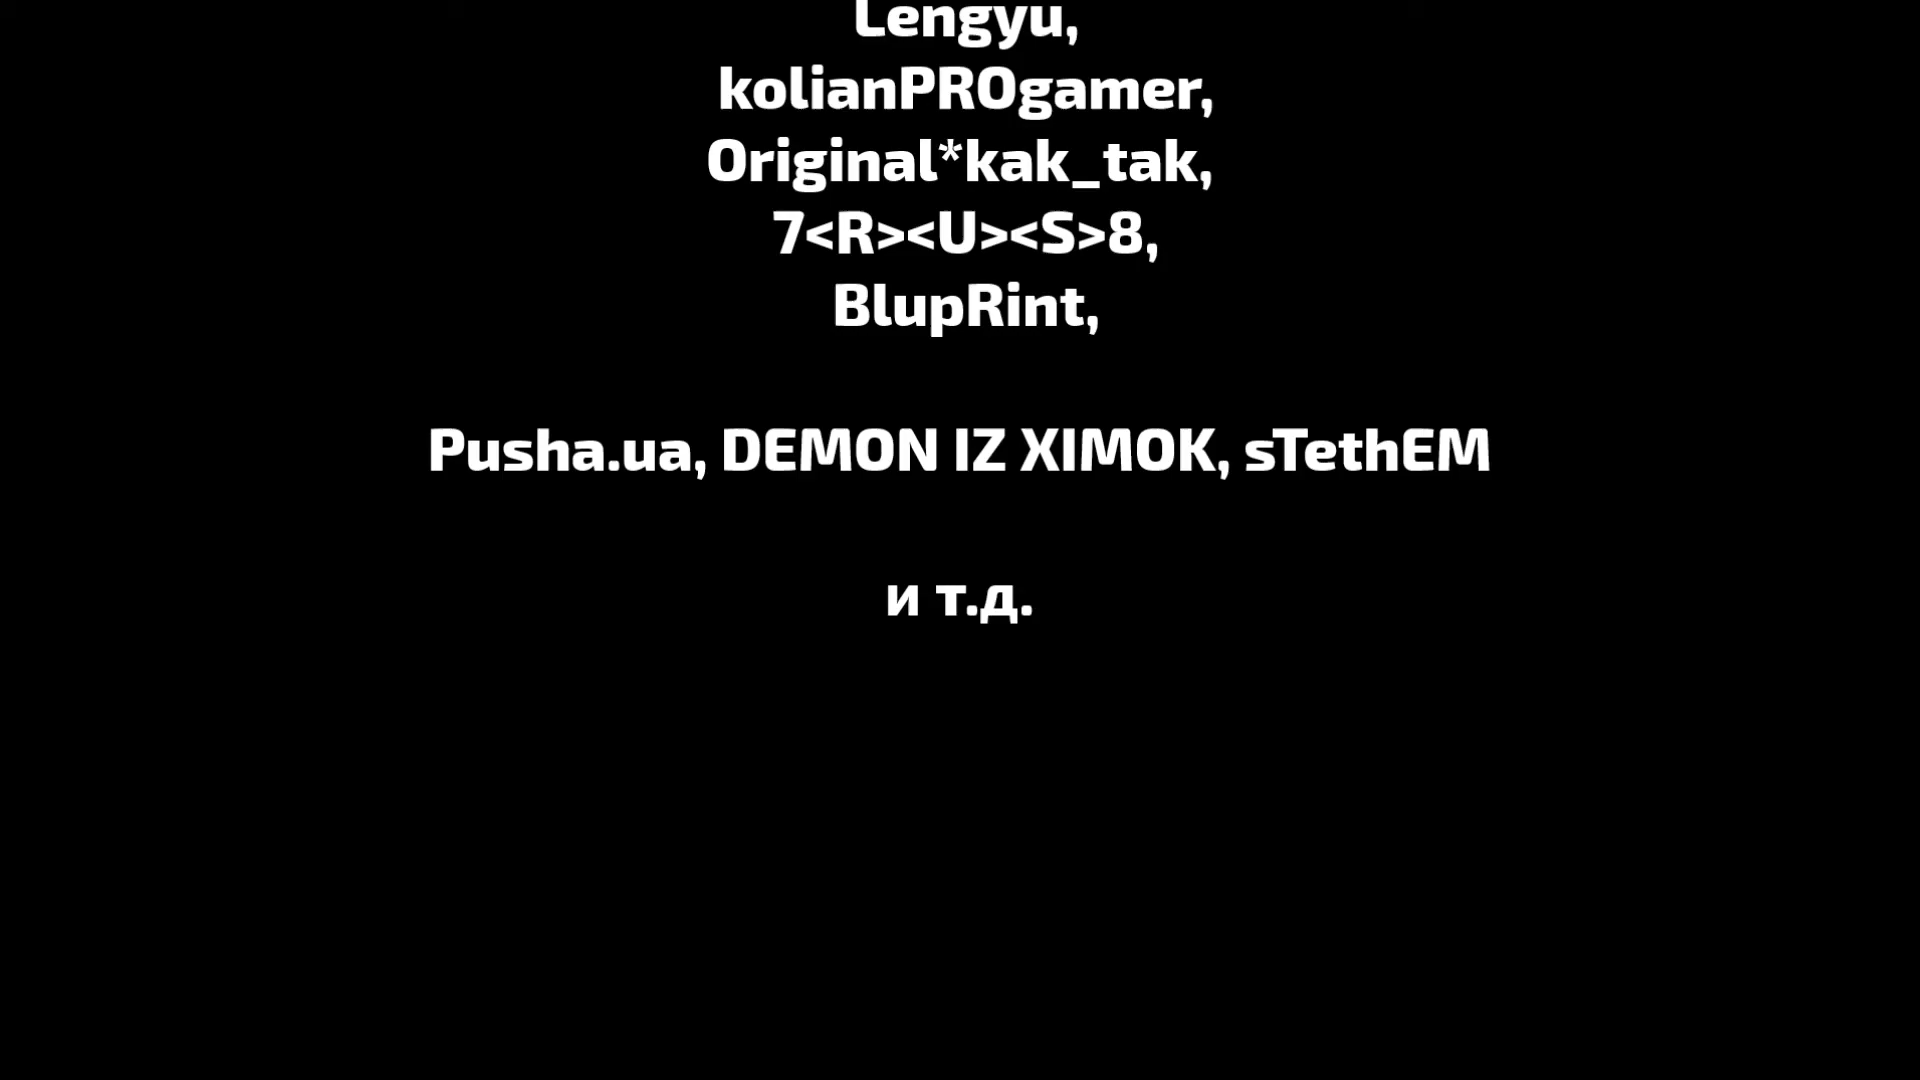 Lengyu,
kolianPROgamer,
Original*kak_tak,
7<R><U><S>8,
BlupRint,
Pusha.ua, DEMON IZ XIMOK, sTethEM
и т.д.